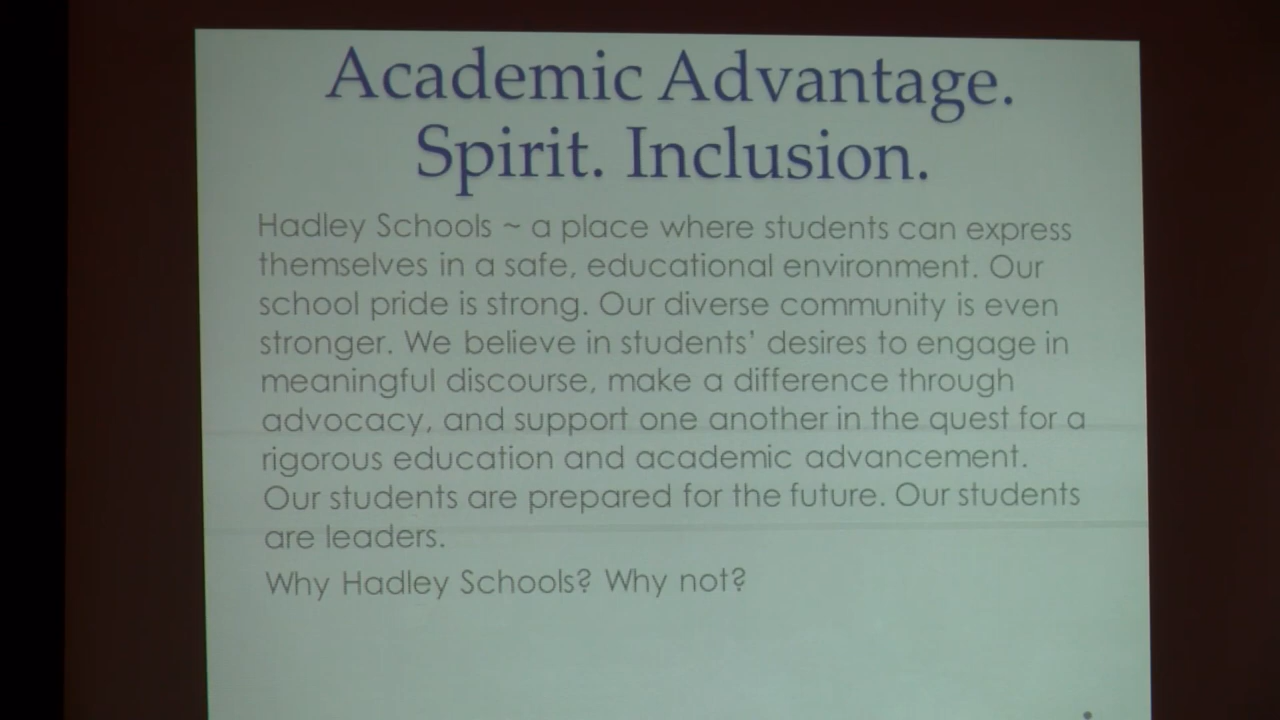 Academic Advantage.
Spirit. Inclusion.
Hadley Schools ~ a place where students can express
themselves in a safe, educational environment. Our
school pride is strong. Our diverse community is even
stronger. We believe in students’ desires to engage in
meaningful discourse, make a difference through
advocacy, and support one another in the quest for a
rigorous education and academic advancement.
Our students are prepared for the future. Our students
are leaders.
Why Hadley Schools? Why not?